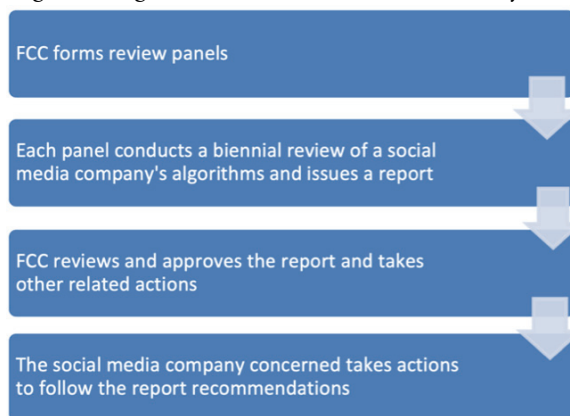 FCC forms review panels
Each panel conducts a biennial review of a social
media company's algorithms and issues a report
FCC reviews and approves the report and takes
other related actions
The social media company concerned takes actions
to follow the report recommendations